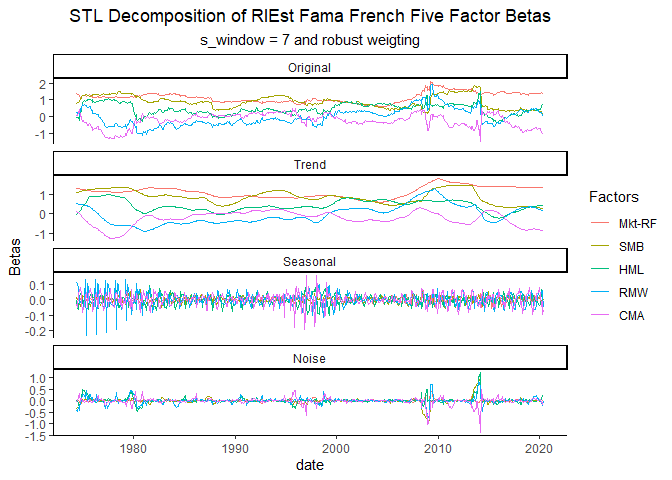 STL Decomposition of RlEst Fama French Five Factor Betas
s_window = 7 and robust weigting
Original
2
1
0
-1
Trend
1
0
-1
Seasonal
0.1
0.0
-0.1
-0.2
Noise
1.0
0.5
0.0
-0.5
-1.0
-1.5
1980 1990 2000 2010 2020
date
Betas
Factors
Mkt-RF
SMB
HML
RMW
CMA